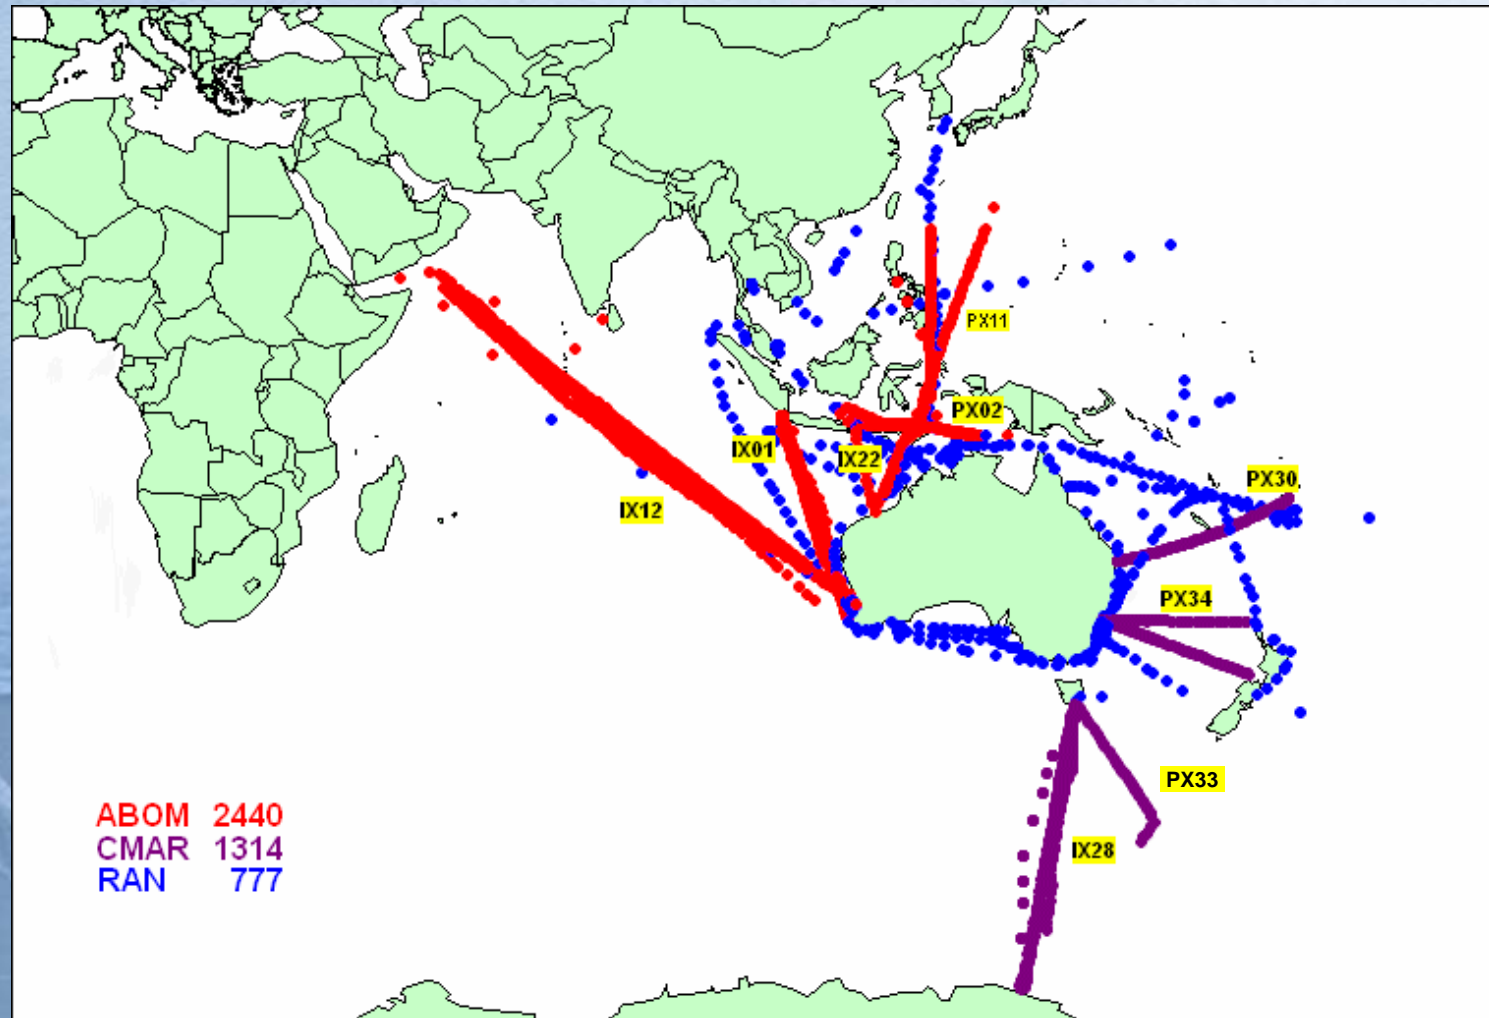 PX11
PX02
IX01
IX22
PX30
IX12
PX34
PX33
IX28
ABOM 2440
CMAR 1314
RAN 777